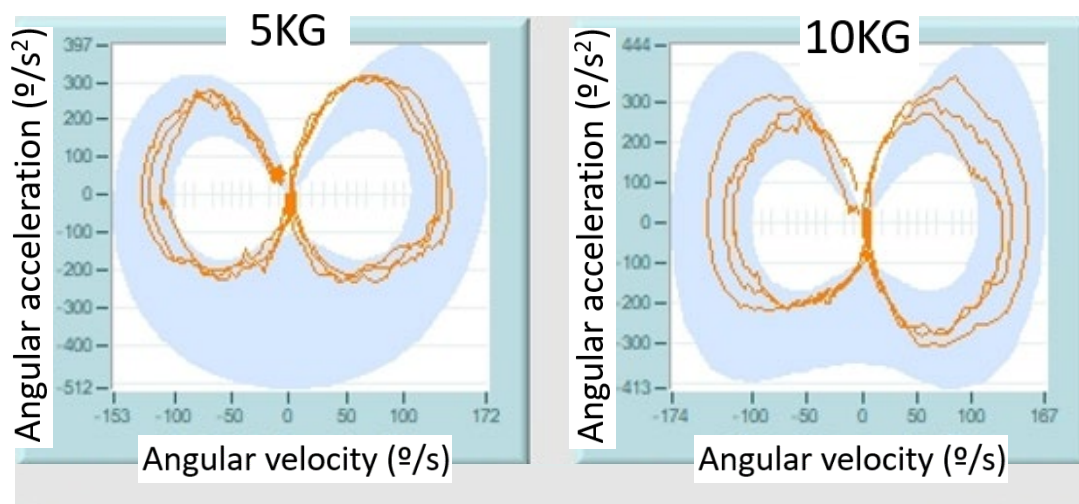 5KG
Angular acceleration (º/s²)
397
300
200
100
0
-100
-200
-300
-400
-512
-153 -100 -50 0 50 100 172
Angular velocity (º/s)
10KG
Angular acceleration (º/s²)
444
300
200
100
0
-100
-200
-300
-413
-174 -100 -50 0 50 100 167
Angular velocity (º/s)